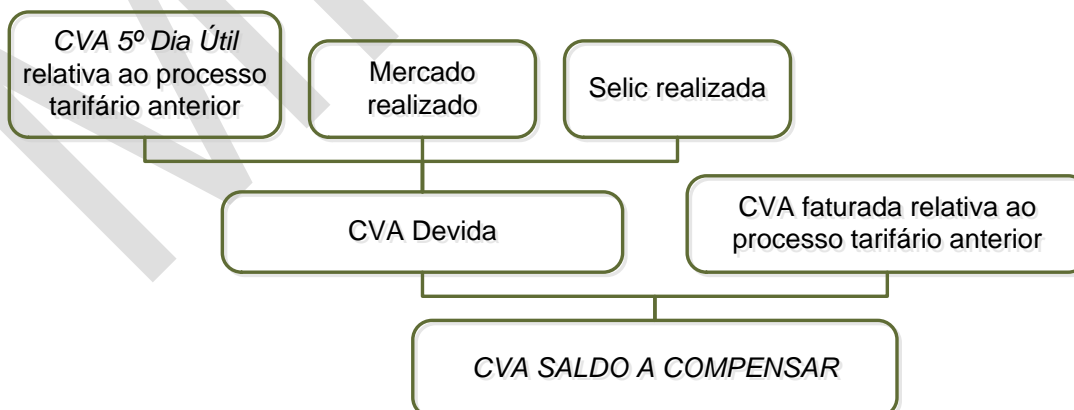 CVA 5º Dia Útil
relativa ao processo
tarifário anterior
Mercado
realizado
Selic realizada
CVA Devida
CVA faturada relativa ao
processo tarifário anterior
CVA SALDO A COMPENSAR